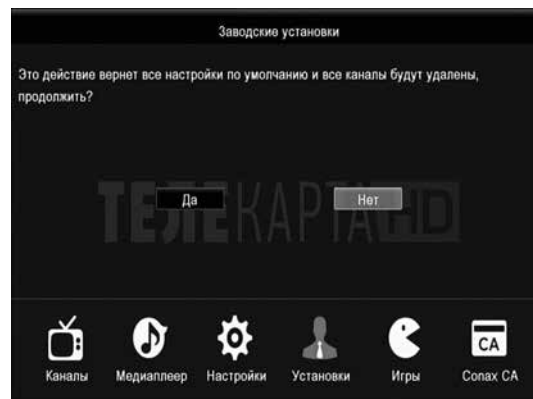 Заводские установки
Это действие вернет все настройки по умолчанию и все каналы будут удалены,
продолжить?
ТЕЛЕКАРТА HD
Да Нет
CA
Каналы Медиаплеер Настройки Установки Игры Conax CA